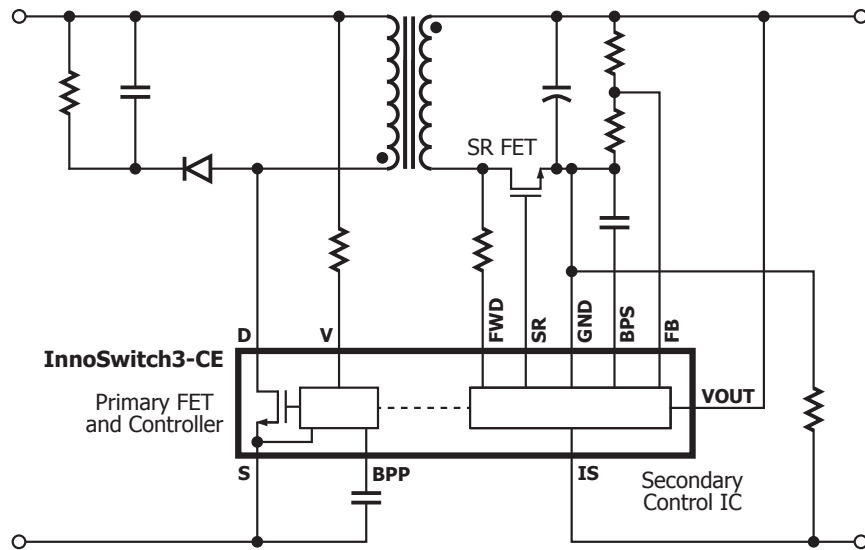 SR FET
D
V
FWD
SR
GND
BPS
FB
InnoSwitch3-CE
Primary FET
and Controller
VOUT
S
BPP
IS
Secondary
Control IC